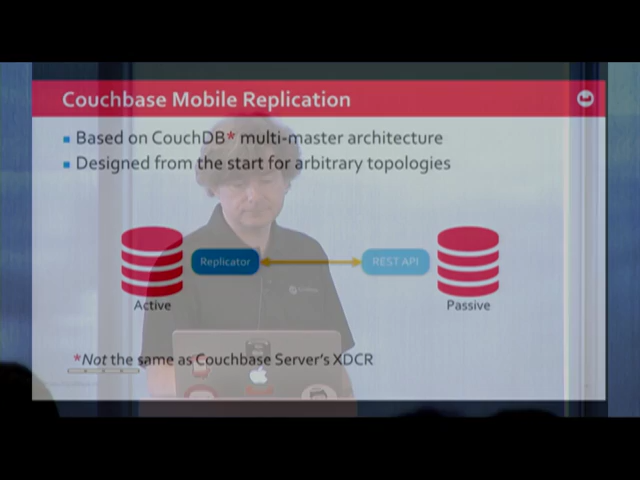 Couchbase Mobile Replication
Based on CouchDB* multi-master architecture
Designed from the start for arbitrary topologies
Replicator
REST API
Active
Passive
*Not the same as Couchbase Server's XDCR